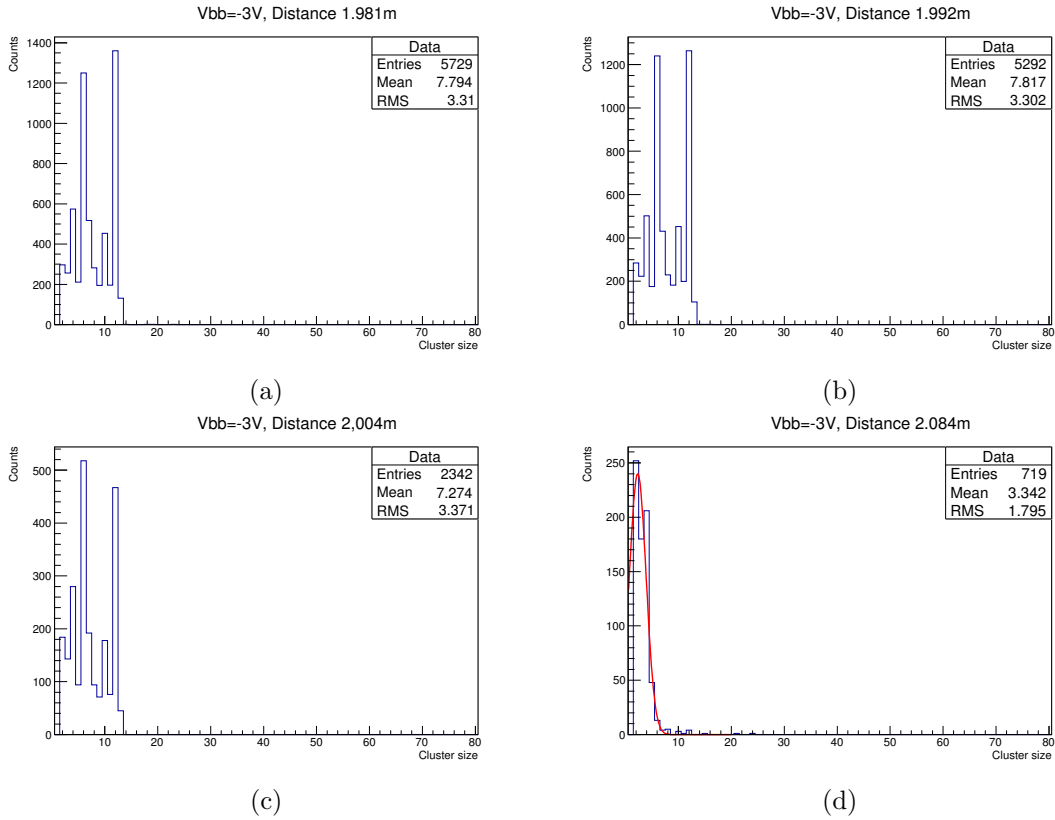 Vbb=-3V, Distance 1.981m
Counts
1400
1200
1000
800
600
400
200
0
10 20 30 40 50 60 70 80
Cluster size
Data
Entries 5729
Mean 7.794
RMS 3.31
(a)
Vbb=-3V, Distance 1.992m
Counts
1200
1000
800
600
400
200
0
10 20 30 40 50 60 70 80
Cluster size
Data
Entries 5292
Mean 7.817
RMS 3.302
(b)
Vbb=-3V, Distance 2,004m
Counts
500
400
300
200
100
0
10 20 30 40 50 60 70 80
Cluster size
Data
Entries 2342
Mean 7.274
RMS 3.371
(c)
Vbb=-3V, Distance 2.084m
Counts
250
200
150
100
50
0
10 20 30 40 50 60 70 80
Cluster size
Data
Entries 719
Mean 3.342
RMS 1.795
(d)